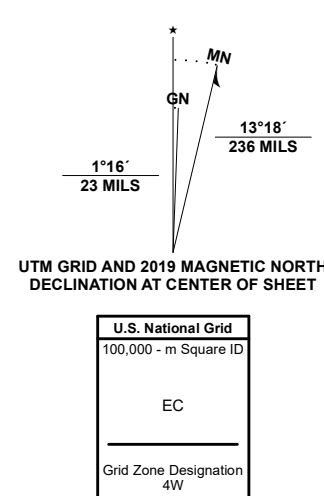 ★
MN
GN
13°18´
236 MILS
1°16´
23 MILS
UTM GRID AND 2019 MAGNETIC NORTH
DECLINATION AT CENTER OF SHEET
U.S. National Grid
100,000 - m Square ID
EC
Grid Zone Designation
4W